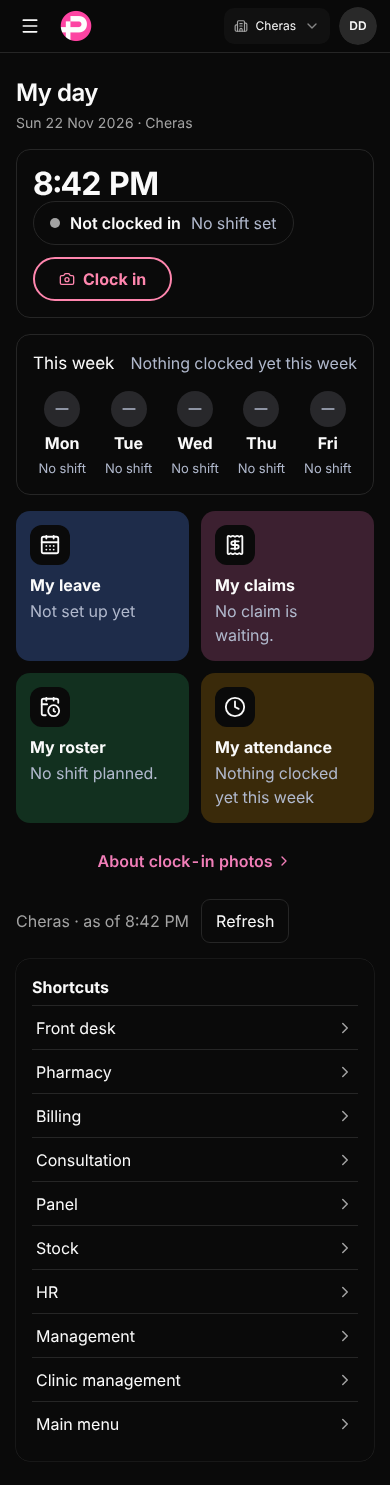 Cheras
DD
My day
Sun 22 Nov 2026 · Cheras
8:42 PM
Not clocked in No shift set
Clock in
This week Nothing clocked yet this week
Mon Tue Wed Thu Fri
No shift No shift No shift No shift No shift
My leave
Not set up yet
My claims
No claim is
waiting.
My roster
No shift planned.
My attendance
Nothing clocked
yet this week
About clock-in photos
Cheras · as of 8:42 PM Refresh
Shortcuts
Front desk
Pharmacy
Billing
Consultation
Panel
Stock
HR
Management
Clinic management
Main menu